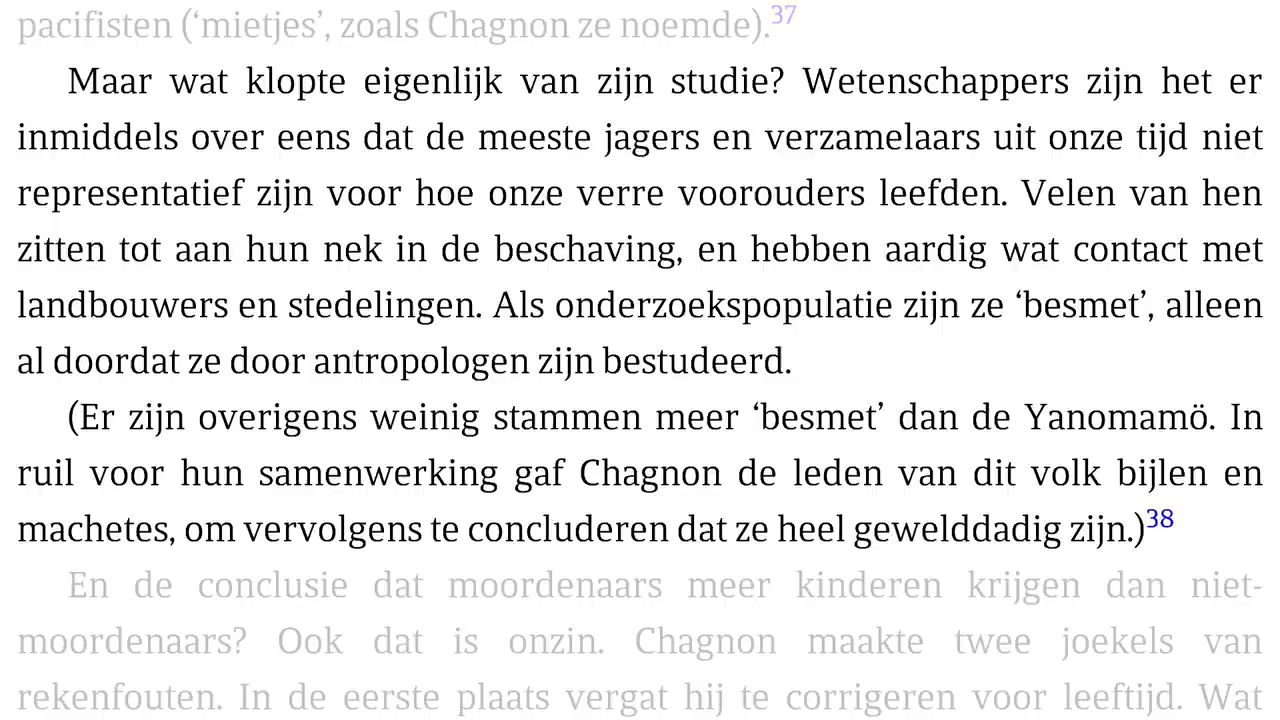 pacifisten (‘mietjes’, zoals Chagnon ze noemde).37
Maar wat klopte eigenlijk van zijn studie? Wetenschappers zijn het er
inmiddels over eens dat de meeste jagers en verzamelaars uit onze tijd niet
representatief zijn voor hoe onze verre voorouders leefden. Velen van hen
zitten tot aan hun nek in de beschaving, en hebben aardig wat contact met
landbouwers en stedelingen. Als onderzoekspopulatie zijn ze ‘besmet’, alleen
al doordat ze door antropologen zijn bestudeerd.
(Er zijn overigens weinig stammen meer ‘besmet’ dan de Yanomamö. In
ruil voor hun samenwerking gaf Chagnon de leden van dit volk bijlen en
machetes, om vervolgens te concluderen dat ze heel gewelddadig zijn.)38
En de conclusie dat moordenaars meer kinderen krijgen dan niet-
moordenaars? Ook dat is onzin. Chagnon maakte twee joekels van
rekenfouten. In de eerste plaats vergat hij te corrigeren voor leeftijd. Wat